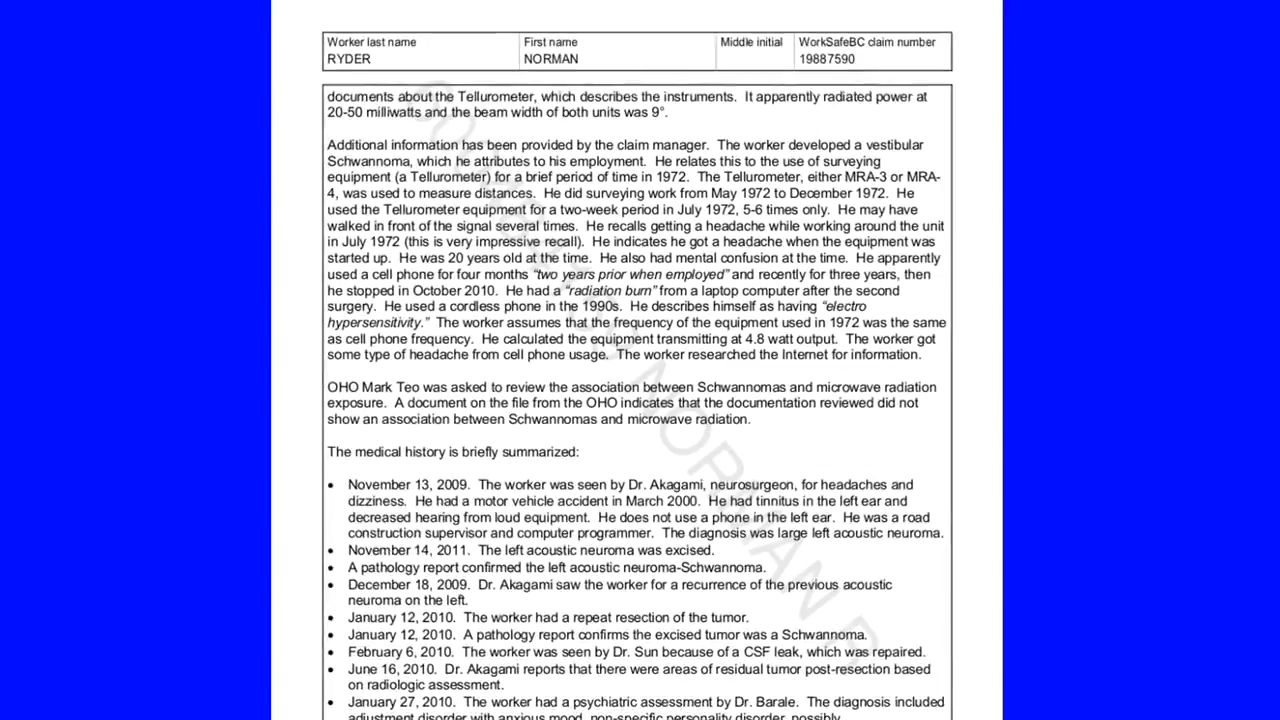 Worker last name First name Middle initial WorkSafeBC claim number
RYDER NORMAN 19887590
documents about the Tellurometer, which describes the instruments. It apparently radiated power at
20-50 milliwatts and the beam width of both units was 9°.
Additional information has been provided by the claim manager. The worker developed a vestibular
Schwannoma, which he attributes to his employment. He relates this to the use of surveying
equipment (a Tellurometer) for a brief period of time in 1972. The Tellurometer, either MRA-3 or MRA-
4, was used to measure distances. He did surveying work from May 1972 to December 1972. He
used the Tellurometer equipment for a two-week period in July 1972, 5-6 times only. He may have
walked in front of the signal several times. He recalls getting a headache while working around the unit
in July 1972 (this is very impressive recall). He indicates he got a headache when the equipment was
started up. He was 20 years old at the time. He also had mental confusion at the time. He apparently
used a cell phone for four months "two years prior when employed" and recently for three years, then
he stopped in October 2010. He had a "radiation burn" from a laptop computer after the second
surgery. He used a cordless phone in the 1990s. He describes himself as having "electro
hypersensitivity." The worker assumes that the frequency of the equipment used in 1972 was the same
as cell phone frequency. He calculated the equipment transmitting at 4.8 watt output. The worker got
some type of headache from cell phone usage. The worker researched the Internet for information.
OHO Mark Teo was asked to review the association between Schwannomas and microwave radiation
exposure. A document on the file from the OHO indicates that the documentation reviewed did not
show an association between Schwannomas and microwave radiation.
The medical history is briefly summarized:
• November 13, 2009. The worker was seen by Dr. Akagami, neurosurgeon, for headaches and
dizziness. He had a motor vehicle accident in March 2000. He had tinnitus in the left ear and
decreased hearing from loud equipment. He does not use a phone in the left ear. He was a road
construction supervisor and computer programmer. The diagnosis was large left acoustic neuroma.
• November 14, 2011. The left acoustic neuroma was excised.
• A pathology report confirmed the left acoustic neuroma-Schwannoma.
• December 18, 2009. Dr. Akagami saw the worker for a recurrence of the previous acoustic
neuroma on the left.
• January 12, 2010. The worker had a repeat resection of the tumor.
• January 12, 2010. A pathology report confirms the excised tumor was a Schwannoma.
• February 6, 2010. The worker was seen by Dr. Sun because of a CSF leak, which was repaired.
• June 16, 2010. Dr. Akagami reports that there were areas of residual tumor post-resection based
on radiologic assessment.
• January 27, 2010. The worker had a psychiatric assessment by Dr. Barale. The diagnosis included
adjustment disorder with anxious mood, non-specific personality disorder, possibly
NORMAN R